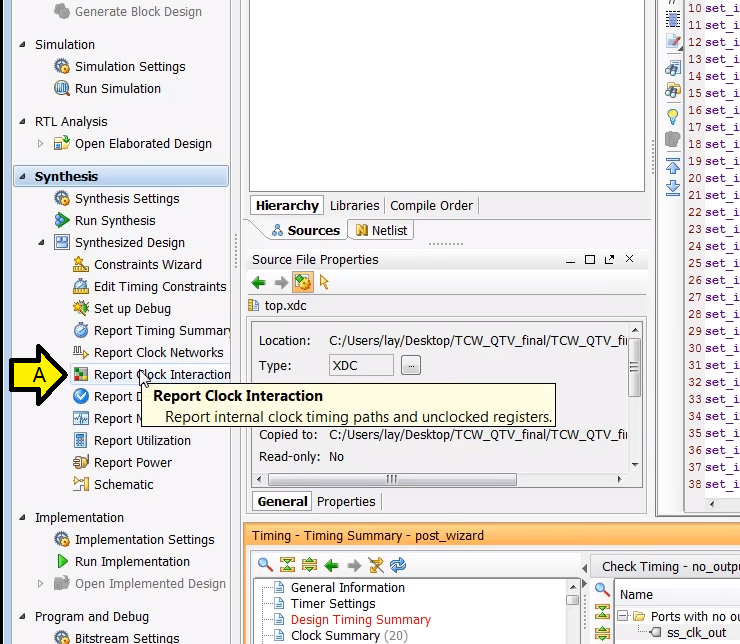 Generate Block Design
Simulation
Simulation Settings
Run Simulation
RTL Analysis
Open Elaborated Design
Synthesis
Synthesis Settings
Run Synthesis
Synthesized Design
Constraints Wizard
Edit Timing Constraints
Set up Debug
Report Timing Summary
Report Clock Networks
A
Report Clock Interaction
Report
Report
Report Utilization
Report Power
Schematic
Implementation
Implementation Settings
Run Implementation
Open Implemented Design
Program and Debug
Bitstream Settings
Report Clock Interaction
Report internal clock timing paths and unclocked registers.
Hierarchy Libraries Compile Order
Sources Netlist
Source File Properties
top.xdc
Location: C:/Users/lay/Desktop/TCW_QTV_final/TCW_QTV_fi
Type: XDC ...
Copied to: C:/Users/lay/Desktop/TCW_QTV_final/TCW_QTV_fi
Read-only: No
General Properties
Timing - Timing Summary - post_wizard
General Information
Timer Settings
Design Timing Summary
Clock Summary (20)
Check Timing - no_outpu
Name
Ports with no ou
ss_clk_out
10 set_i
11 set_i
12 set_i
13 set_i
14 set_i
15 set_i
16 set_i
17 set_i
18 set_i
19 set_i
20 set_i
21 set_i
22 set_i
23 set_i
24 set_i
25 set_i
26 set_i
27 set_i
28 set_i
29 set_i
30 set_i
31 set_i
32 set_i
33 set_i
34 set_i
35 set_i
36 set_i
37 set_i
38 set_i